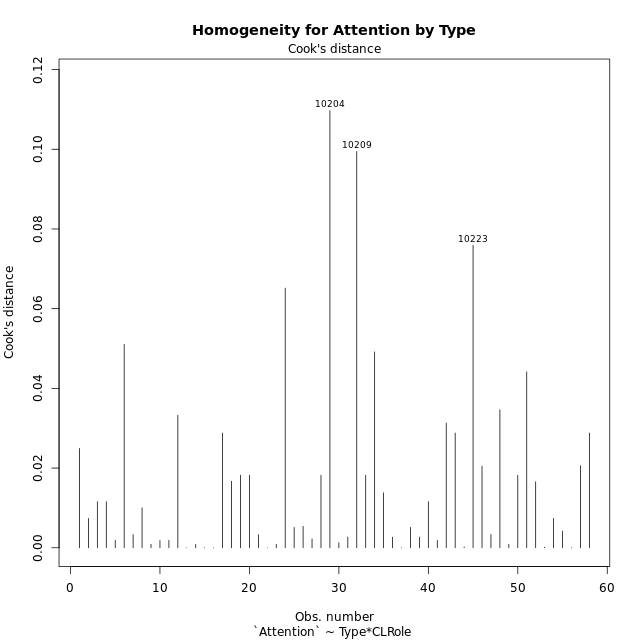 Homogeneity for Attention by Type
Cook's distance
0.12
0.10
0.08
0.06
0.04
0.02
0.00
Cook's distance
10204
10209
10223
0 10 20 30 40 50 60
Obs. number
`Attention` ~ Type*CLRole